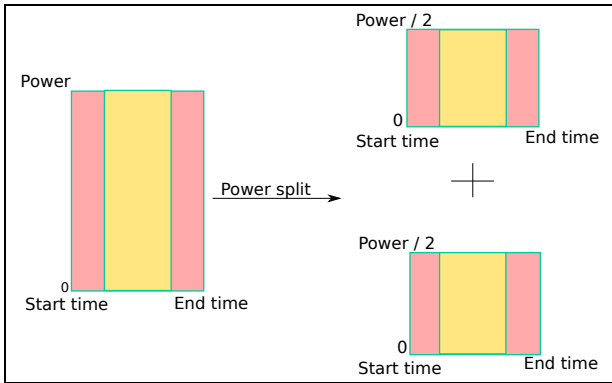 Power
0
Start time
End time
Power split
Power / 2
0
Start time
End time
Power / 2
0
Start time
End time